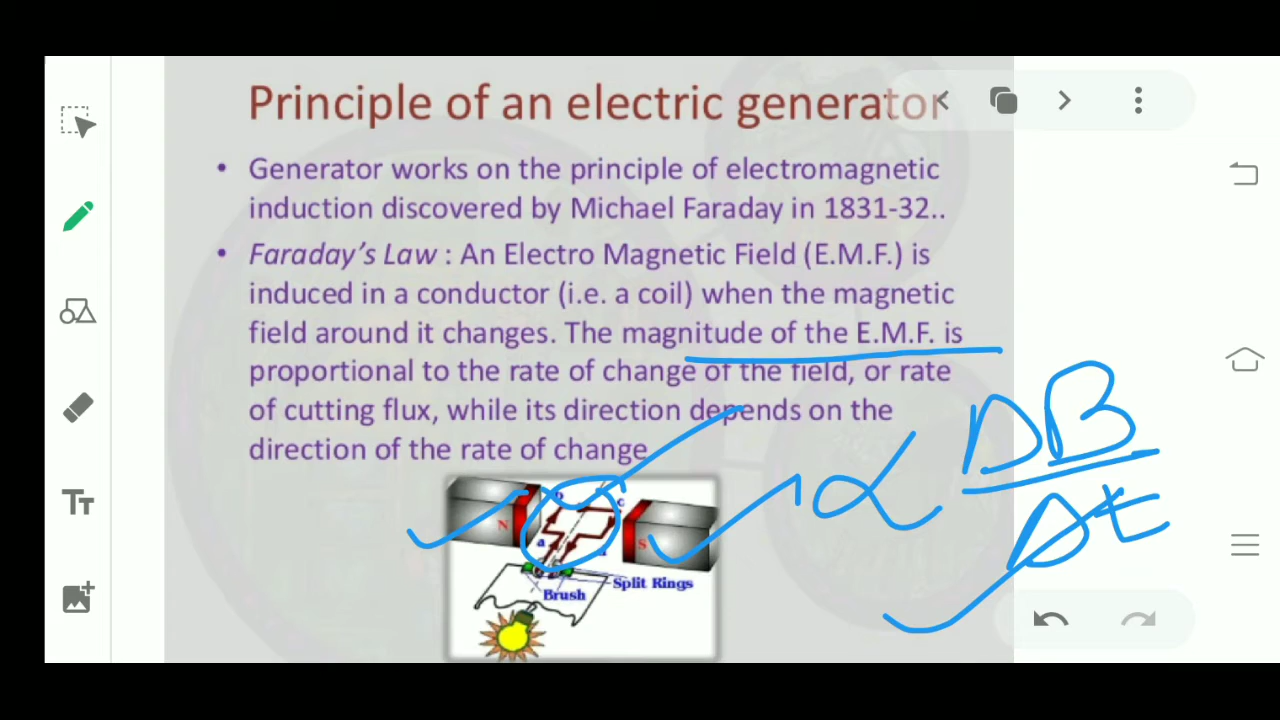 Principle of an electric generator
• Generator works on the principle of electromagnetic
induction discovered by Michael Faraday in 1831-32..
• Faraday's Law : An Electro Magnetic Field (E.M.F.) is
induced in a conductor (i.e. a coil) when the magnetic
field around it changes. The magnitude of the E.M.F. is
proportional to the rate of change of the field, or rate
of cutting flux, while its direction depends on the
direction of the rate of change
α DB
Δt
b
c
N
a
S
Split Rings
Brush
Tт